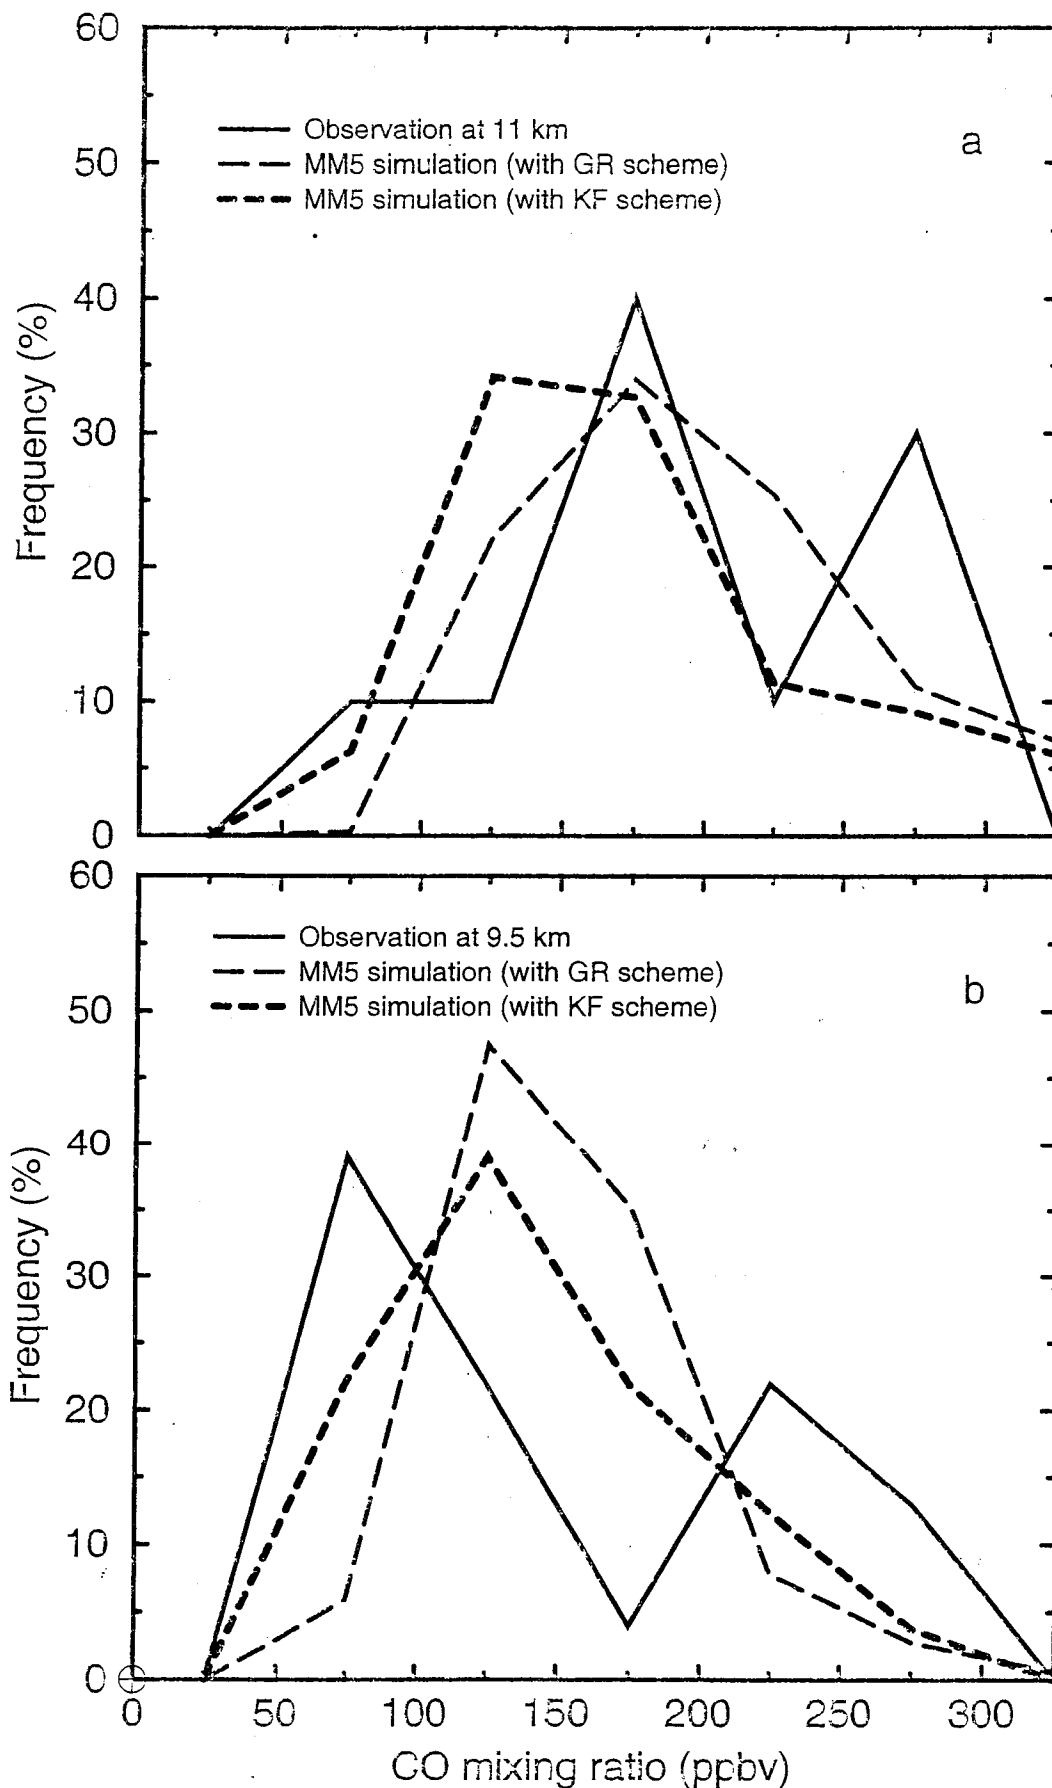 60
Observation at 11 km
a
MM5 simulation (with GR scheme)
50
MM5 simulation (with KF scheme)
40
30
20
10
0
Frequency (%)
60
Observation at 9.5 km
MM5 simulation (with GR scheme)
b
MM5 simulation (with KF scheme)
50
40
30
20
10
0
Frequency (%)
0 50 100 150 200 250 300
CO mixing ratio (ppbv)